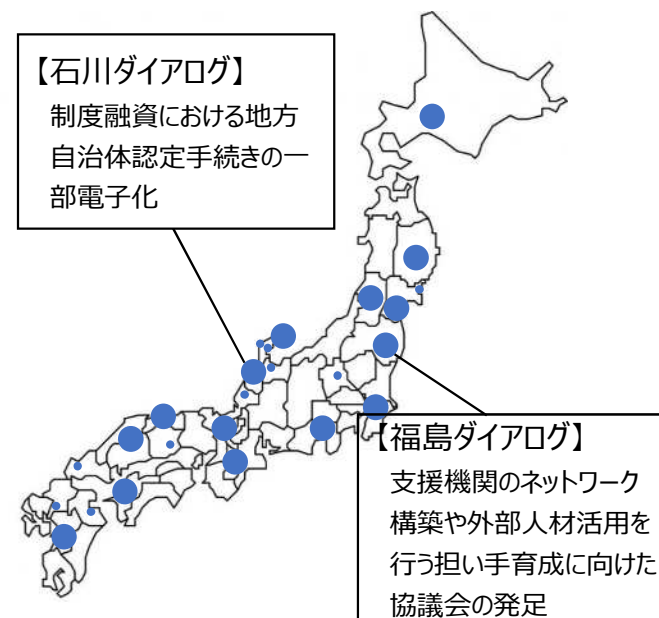 【石川ダイアログ】
制度融資における地方
自治体認定手続きの一
部電子化
【福島ダイアログ】
支援機関のネットワーク
構築や外部人材活用を
行う担い手育成に向けた
協議会の発足